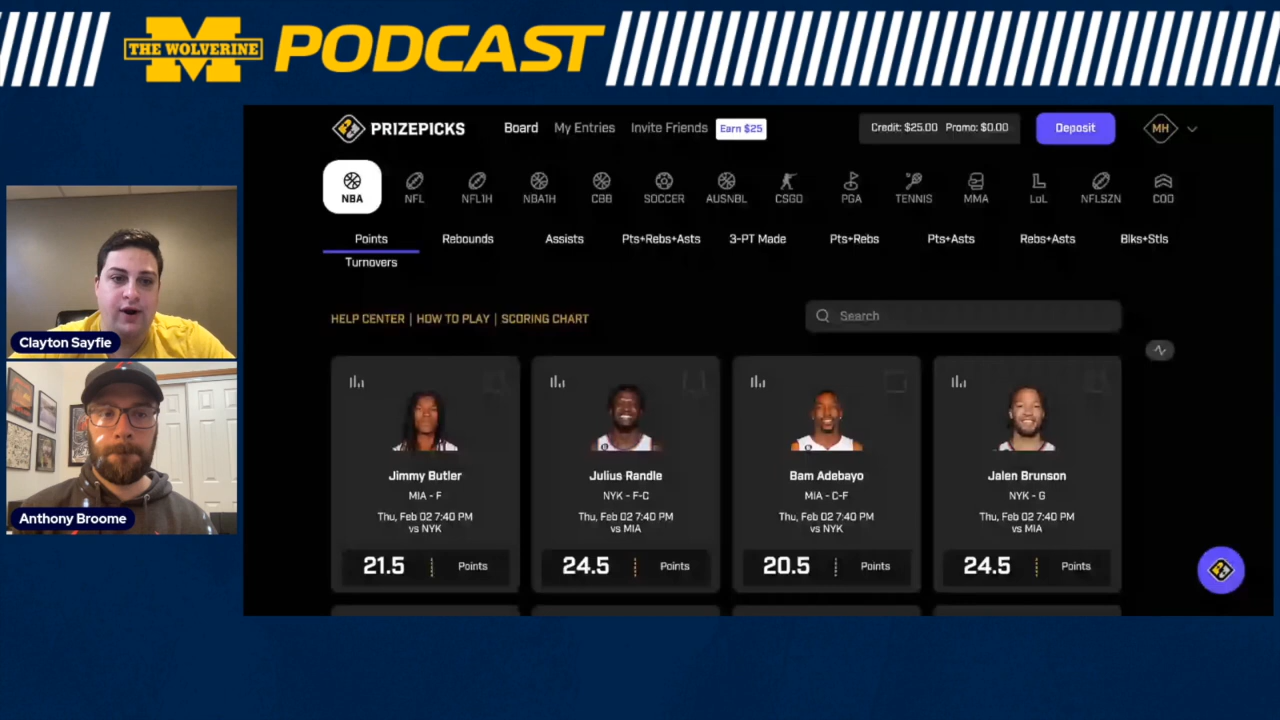 THE WOLVERINE PODCAST
PRIZEPICKS Board My Entries Invite Friends Earn $25 Credit: $25.00 Promo: $0.00 Deposit MH
NBA NFL NFL1H NBA1H CBB SOCCER AUSNBL CSGO PGA TENNIS MMA LoL NFLSZN COD
Points Rebounds Assists Pts+Rebs+Asts 3-PT Made Pts+Rebs Pts+Asts Rebs+Asts Blks+Stls
Turnovers
HELP CENTER | HOW TO PLAY | SCORING CHART Search
Clayton Sayfie
Anthony Broome
Jimmy Butler
MIA - F
Thu, Feb 02 7:40 PM
vs NYK
21.5 Points
Julius Randle
NYK - F-C
Thu, Feb 02 7:40 PM
vs MIA
24.5 Points
Bam Adebayo
MIA - C-F
Thu, Feb 02 7:40 PM
vs NYK
20.5 Points
Jalen Brunson
NYK - G
Thu, Feb 02 7:40 PM
vs MIA
24.5 Points